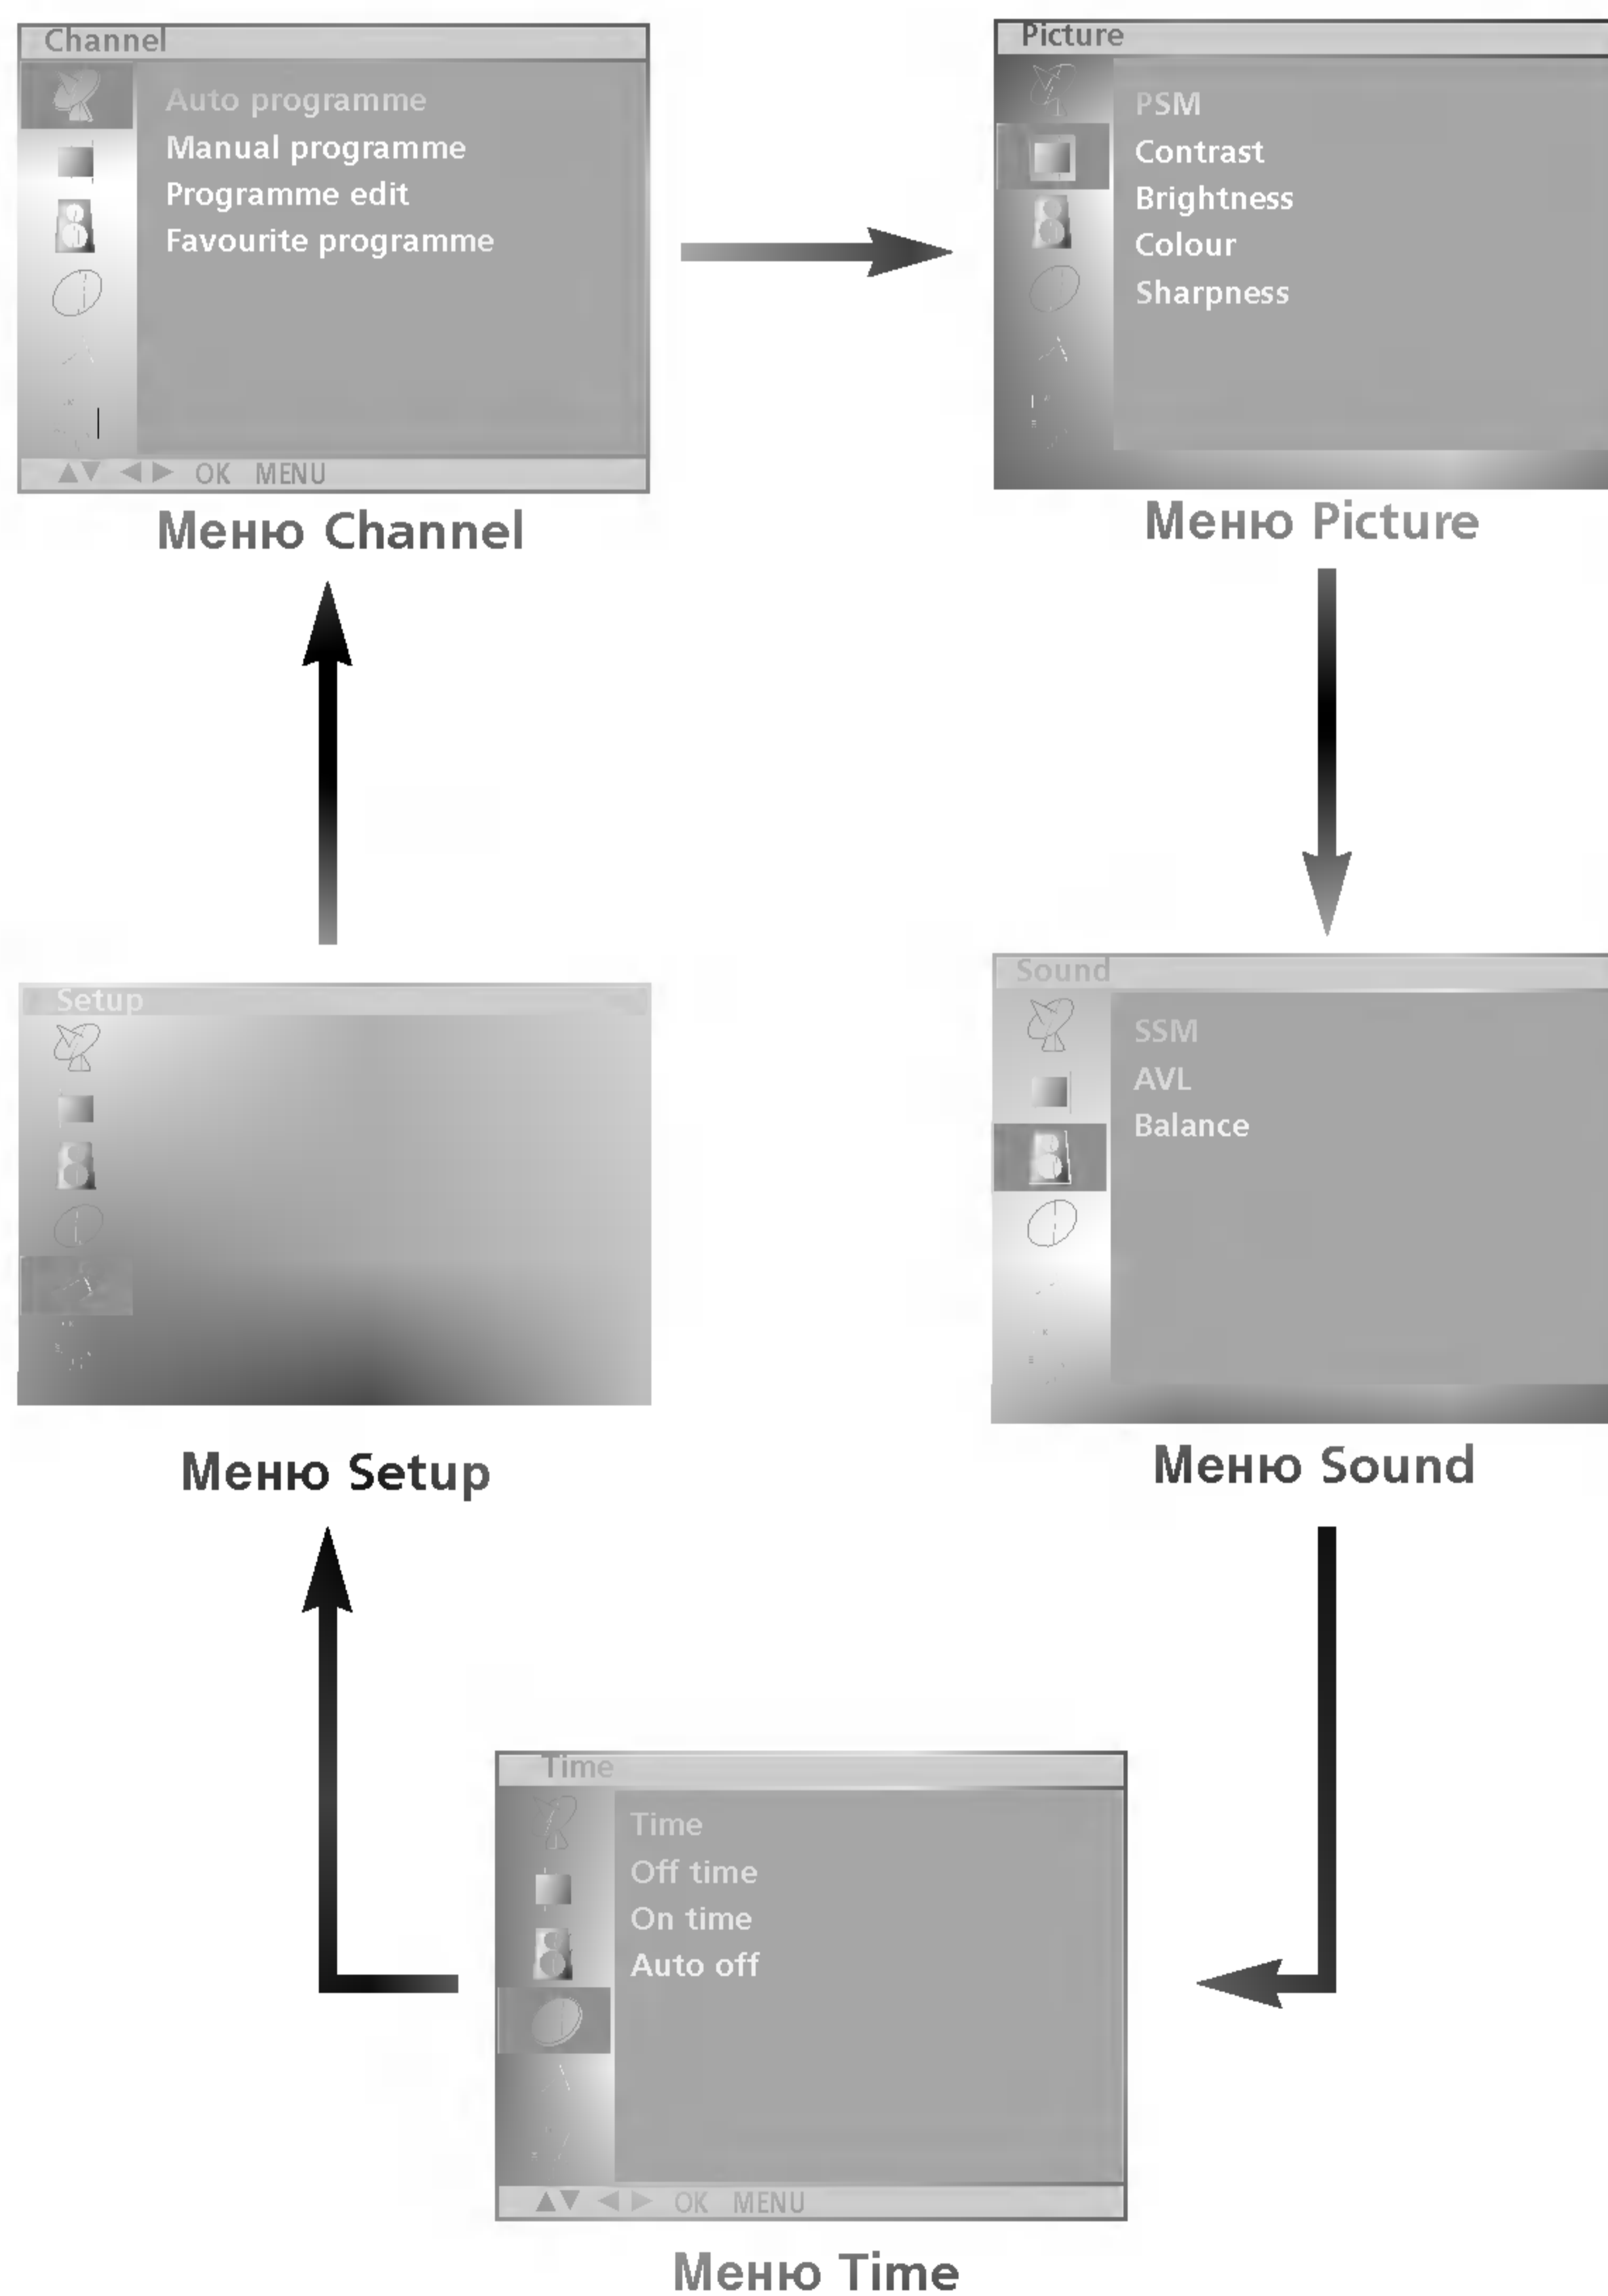 Channel
Auto programme
Manual programme
Programme edit
Favourite programme
▲▼ ◀▶ OK MENU
Меню Channel
Picture
PSM
Contrast
Brightness
Colour
Sharpness
Меню Picture
Setup
Меню Setup
Sound
SSM
AVL
Balance
Меню Sound
Time
Time
Off time
On time
Auto off
▲▼ ◀▶ OK MENU
Меню Time